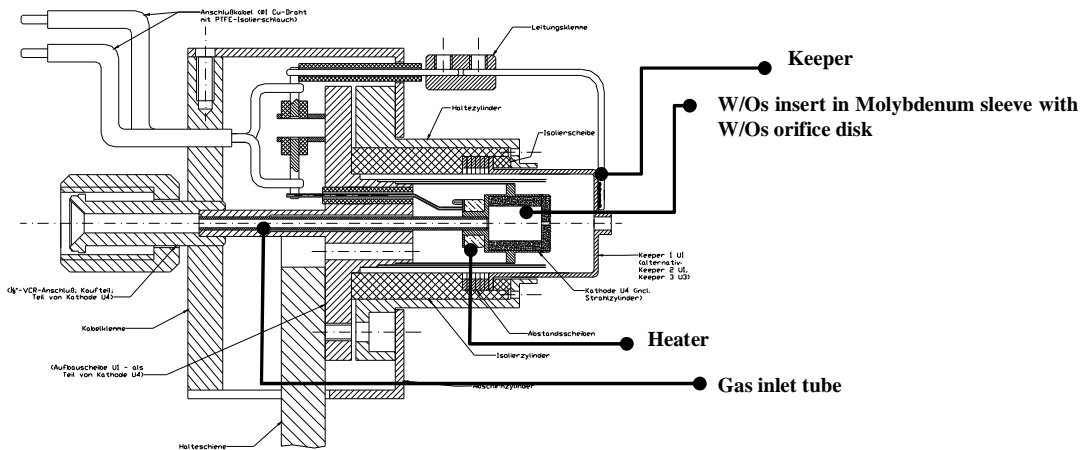 Anschlußkabel (Ø1 Cu-Draht
mit PTFE-Isolierschlauch)
Leitungsklemme
Keeper
W/Os insert in Molybdenum sleeve with
W/Os orifice disk
Haltezylinder
Isolierscheibe
Keeper 1 U1
(alternativ:
Keeper 2 U1,
Keeper 3 U3)
Kathode U4 (incl.
Strahlzylinder)
-VCR-Anschluß; Kaufteil;
Teil von Kathode U4)
Kabelklemme
Abstandsscheiben
Heater
Isolierzylinder
(Aufbauscheibe U1 - als
Teil von Kathode U4)
Gas inlet tube
Abschirmzylinder
Halteschiene